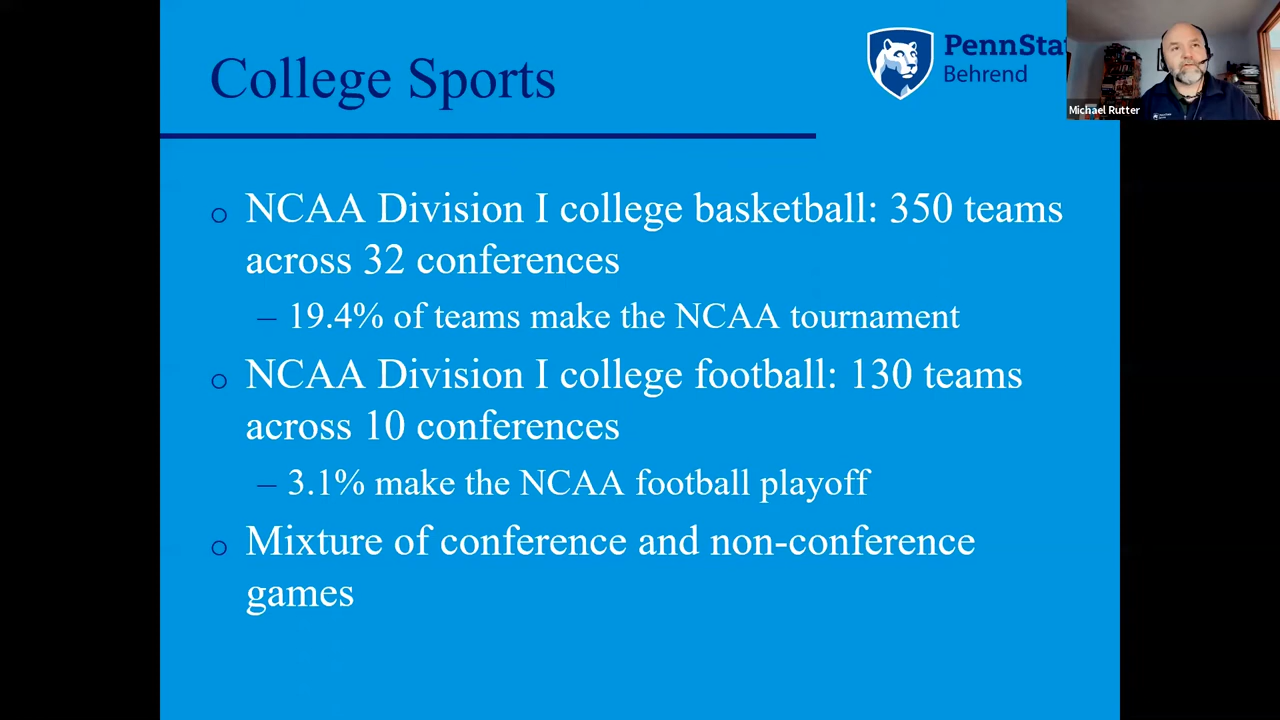 College Sports
PennSta
Behrend
Michael Rutter
NCAA Division I college basketball: 350 teams
across 32 conferences
– 19.4% of teams make the NCAA tournament
NCAA Division I college football: 130 teams
across 10 conferences
– 3.1% make the NCAA football playoff
Mixture of conference and non-conference
games